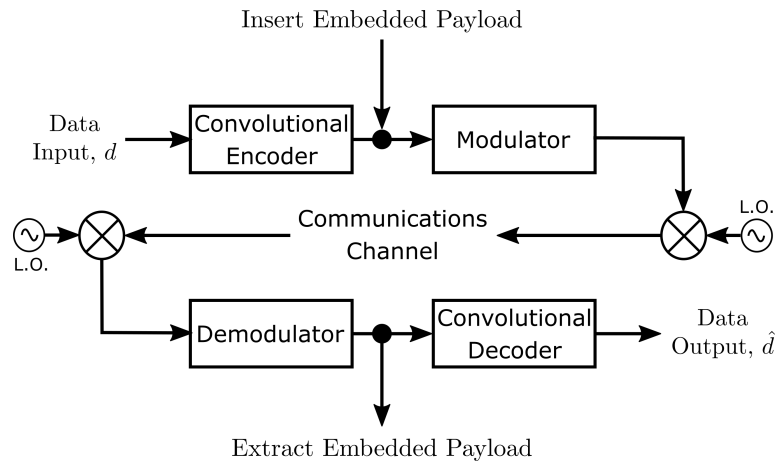 Insert Embedded Payload
Data
Input, d
Convolutional
Encoder
Modulator
L.O.
Communications
Channel
L.O.
Demodulator
Convolutional
Decoder
Data
Output, d̂
Extract Embedded Payload